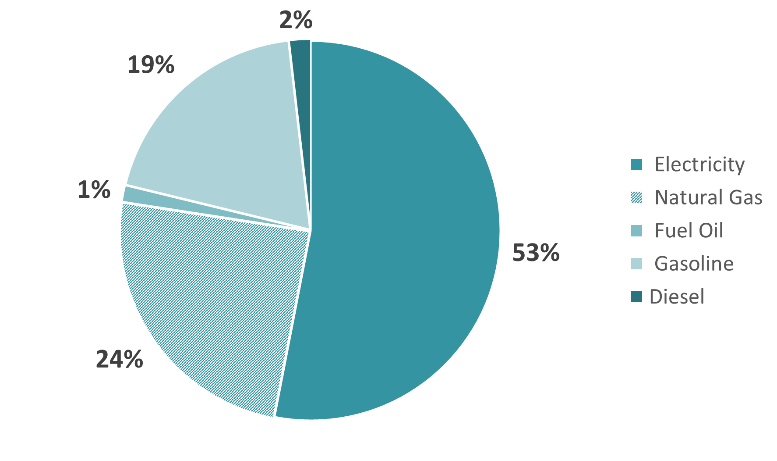 2%
19%
1%
53%
24%
Electricity
Natural Gas
Fuel Oil
Gasoline
Diesel